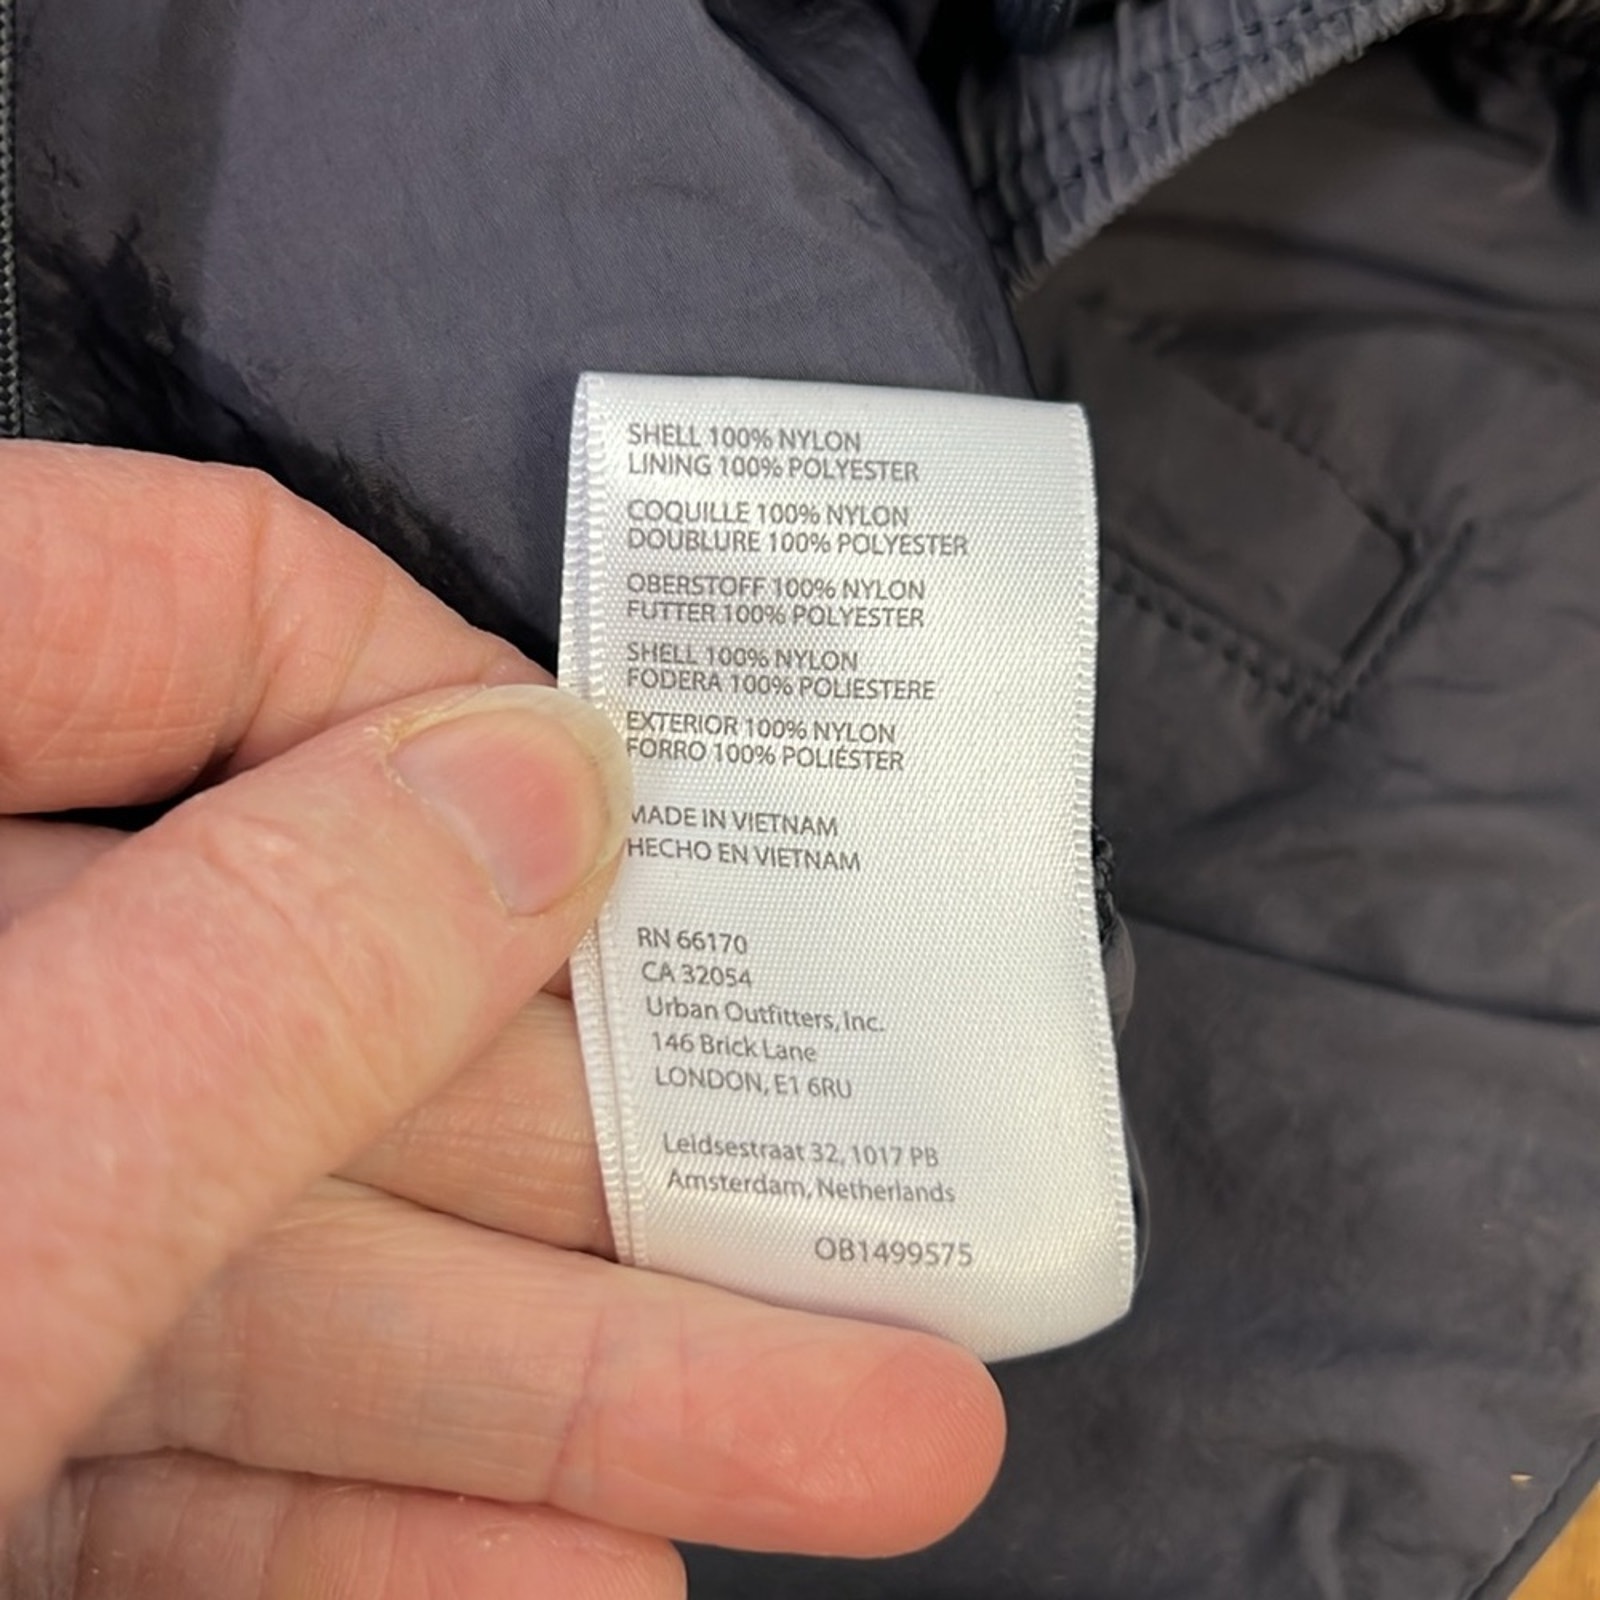 SHELL 100% NYLON
LINING 100% POLYESTER
COQUILLE 100% NYLON
DOUBLURE 100% POLYESTER
OBERSTOFF 100% NYLON
FUTTER 100% POLYESTER
SHELL 100% NYLON
FODERA 100% POLIESTERE
EXTERIOR 100% NYLON
FORRO 100% POLIÉSTER
MADE IN VIETNAM
HECHO EN VIETNAM
RN 66170
CA 32054
Urban Outfitters, Inc.
146 Brick Lane
LONDON, E1 6RU
Leidsestraat 32, 1017 PB
Amsterdam, Netherlands
OB1499575